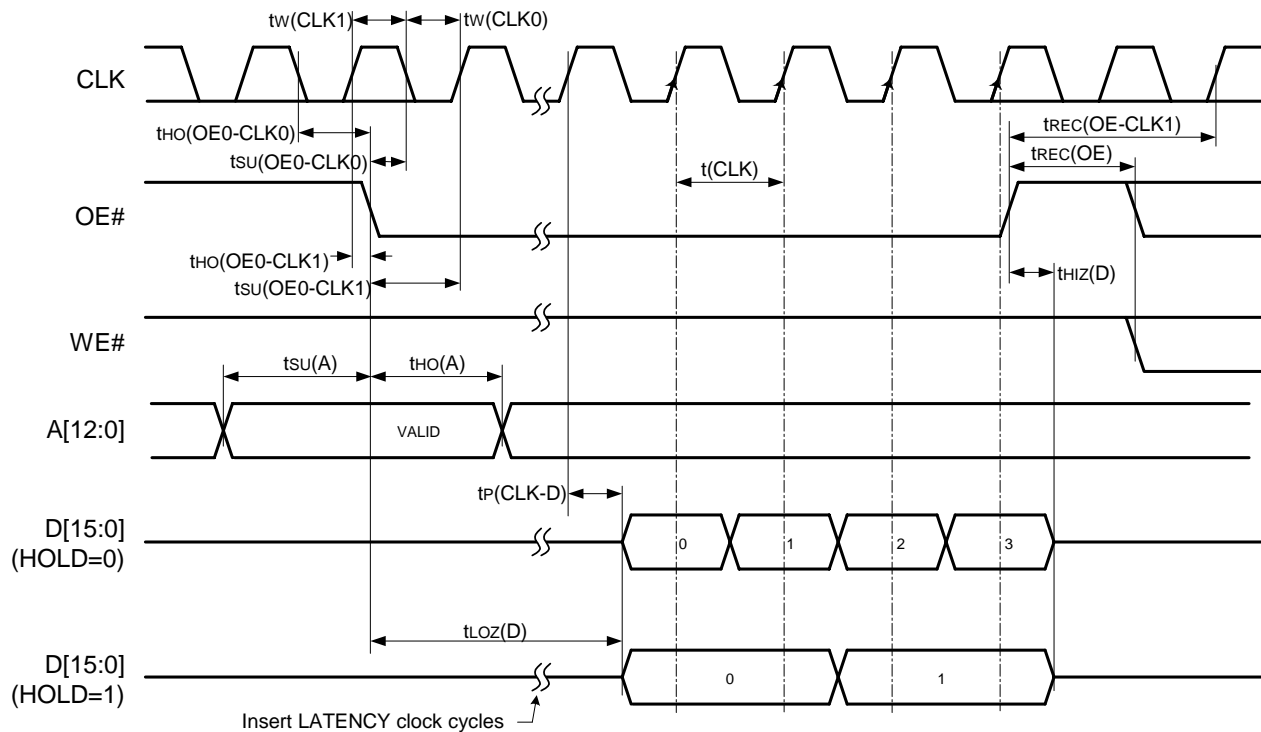 tW(CLK1)
tW(CLK0)
CLK
tHO(OE0-CLK0)
tREC(OE-CLK1)
tSU(OE0-CLK0)
tREC(OE)
t(CLK)
OE#
tHO(OE0-CLK1)
tHIZ(D)
tSU(OE0-CLK1)
WE#
tSU(A)
tHO(A)
A[12:0]
VALID
tP(CLK-D)
D[15:0]
(HOLD=0)
0 1 2 3
tLOZ(D)
D[15:0]
(HOLD=1)
0 1
Insert LATENCY clock cycles